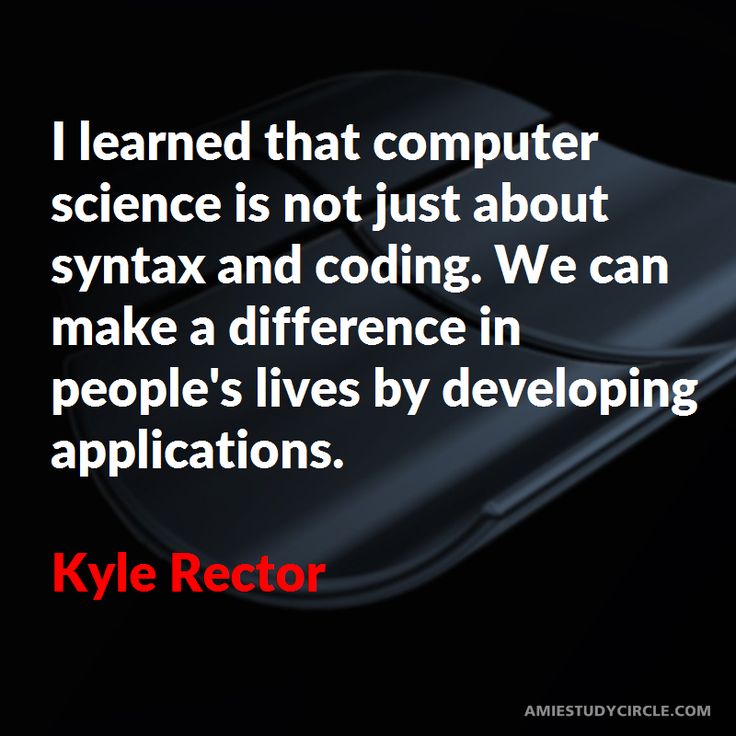 I learned that computer
science is not just about
syntax and coding. We can
make a difference in
people's lives by developing
applications.
Kyle Rector
AMIESTUDYCIRCLE.COM